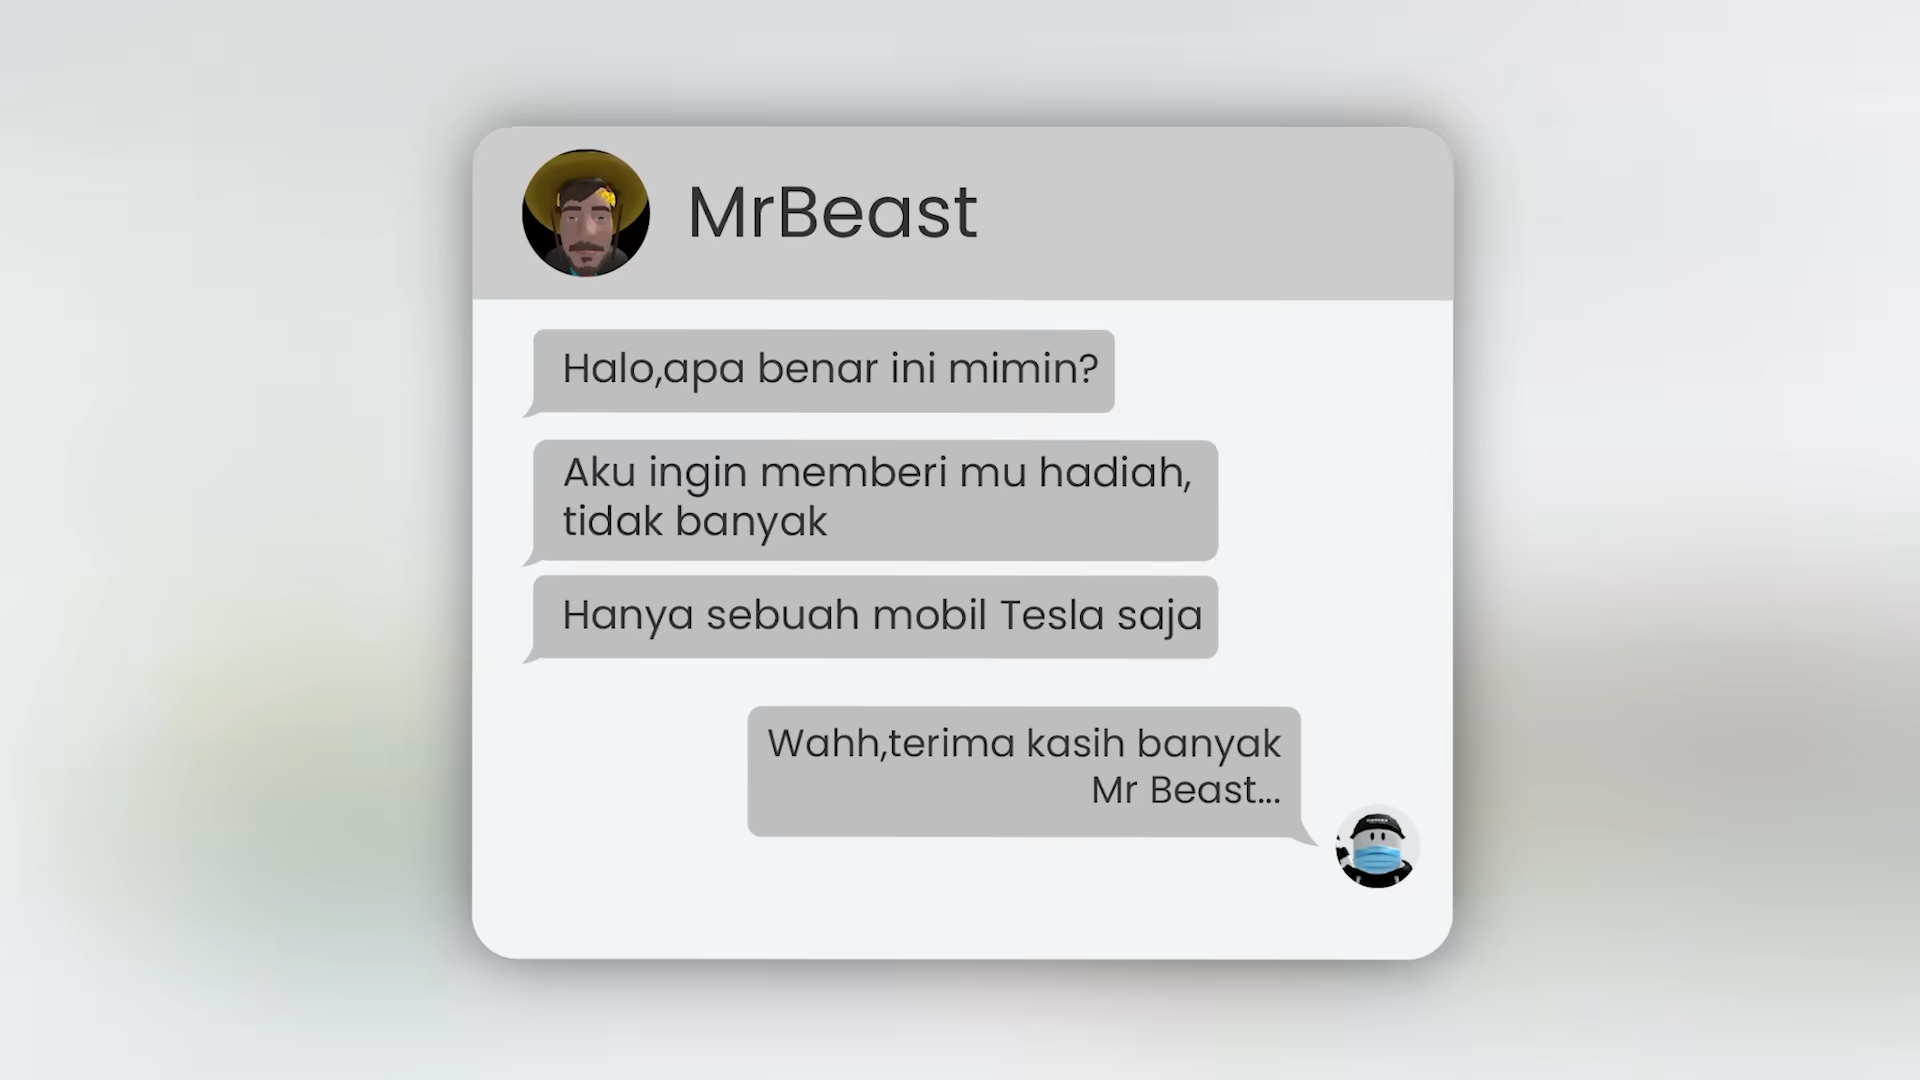 MrBeast
Halo,apa benar ini mimin?
Aku ingin memberi mu hadiah,
tidak banyak
Hanya sebuah mobil Tesla saja
Wahh,terima kasih banyak
Mr Beast...